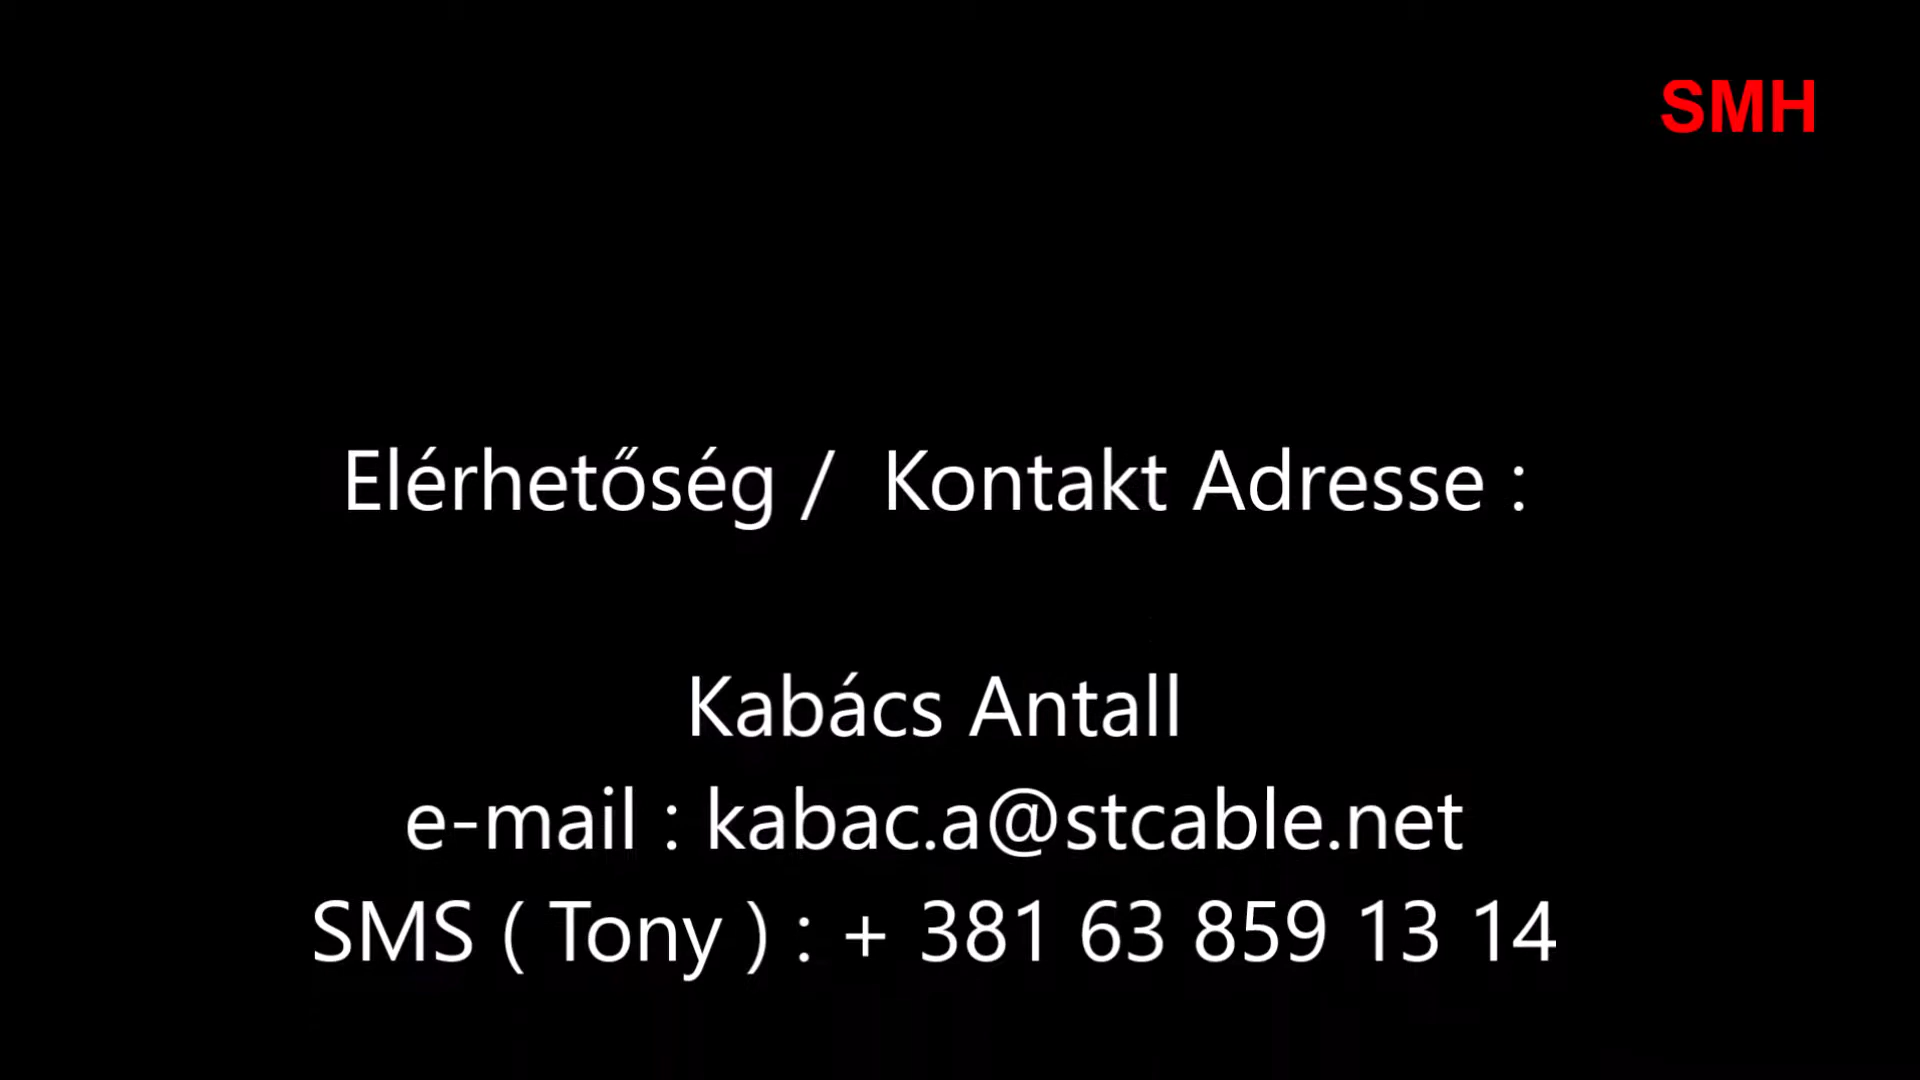 SMH
Elérhetőség / Kontakt Adresse :
Kabács Antall
e-mail : kabac.a@stcable.net
SMS ( Tony ) : + 381 63 859 13 14